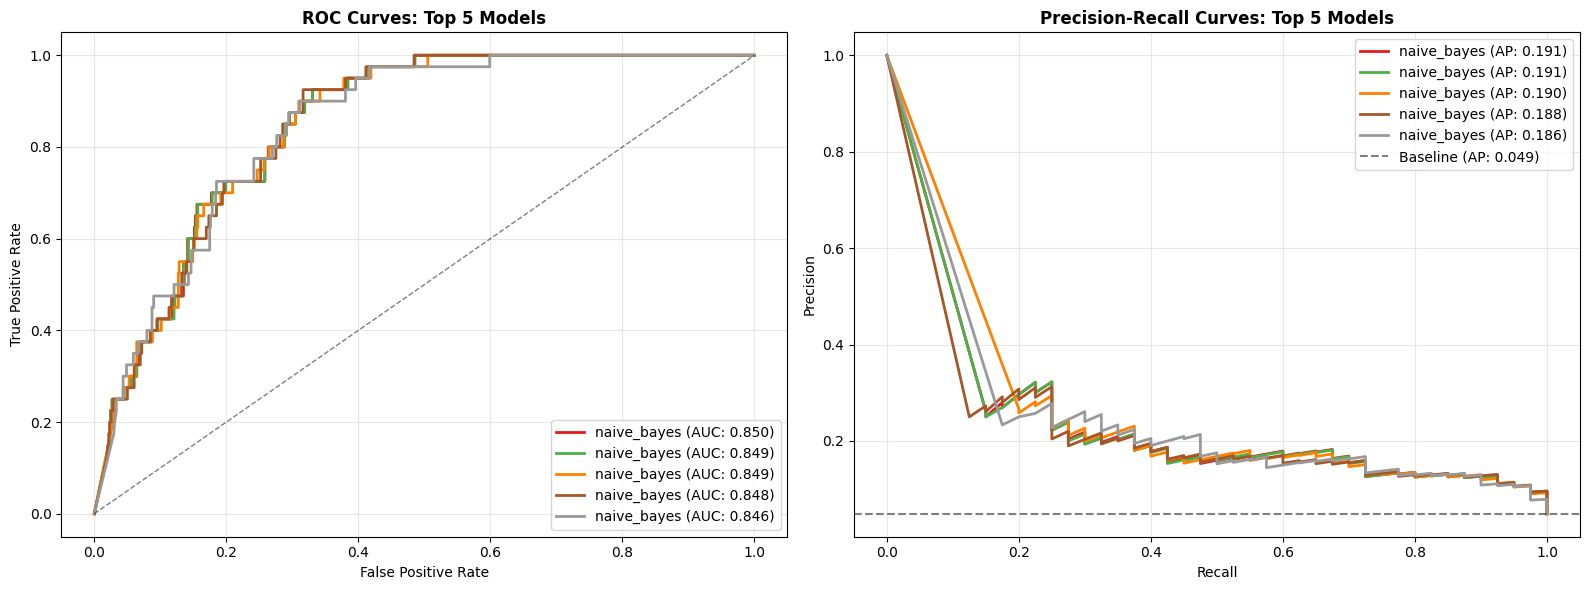 ROC Curves: Top 5 Models
True Positive Rate
1.0
0.8
0.6
0.4
0.2
0.0
naive_bayes (AUC: 0.850)
naive_bayes (AUC: 0.849)
naive_bayes (AUC: 0.849)
naive_bayes (AUC: 0.848)
naive_bayes (AUC: 0.846)
0.0 0.2 0.4 0.6 0.8 1.0
False Positive Rate
Precision-Recall Curves: Top 5 Models
Precision
1.0
0.8
0.6
0.4
0.2
naive_bayes (AP: 0.191)
naive_bayes (AP: 0.191)
naive_bayes (AP: 0.190)
naive_bayes (AP: 0.188)
naive_bayes (AP: 0.186)
Baseline (AP: 0.049)
0.0 0.2 0.4 0.6 0.8 1.0
Recall